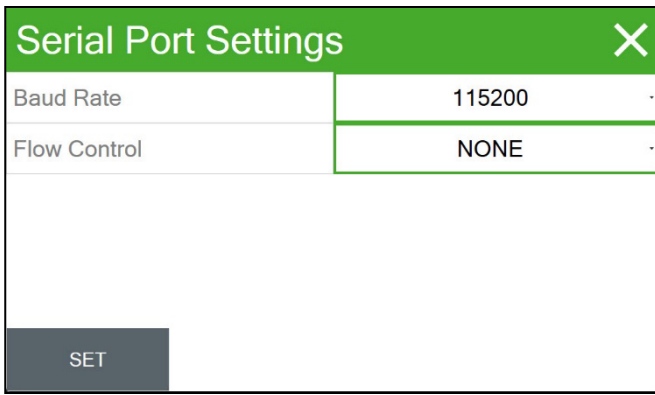 Serial Port Settings
Baud Rate 115200
Flow Control NONE
SET